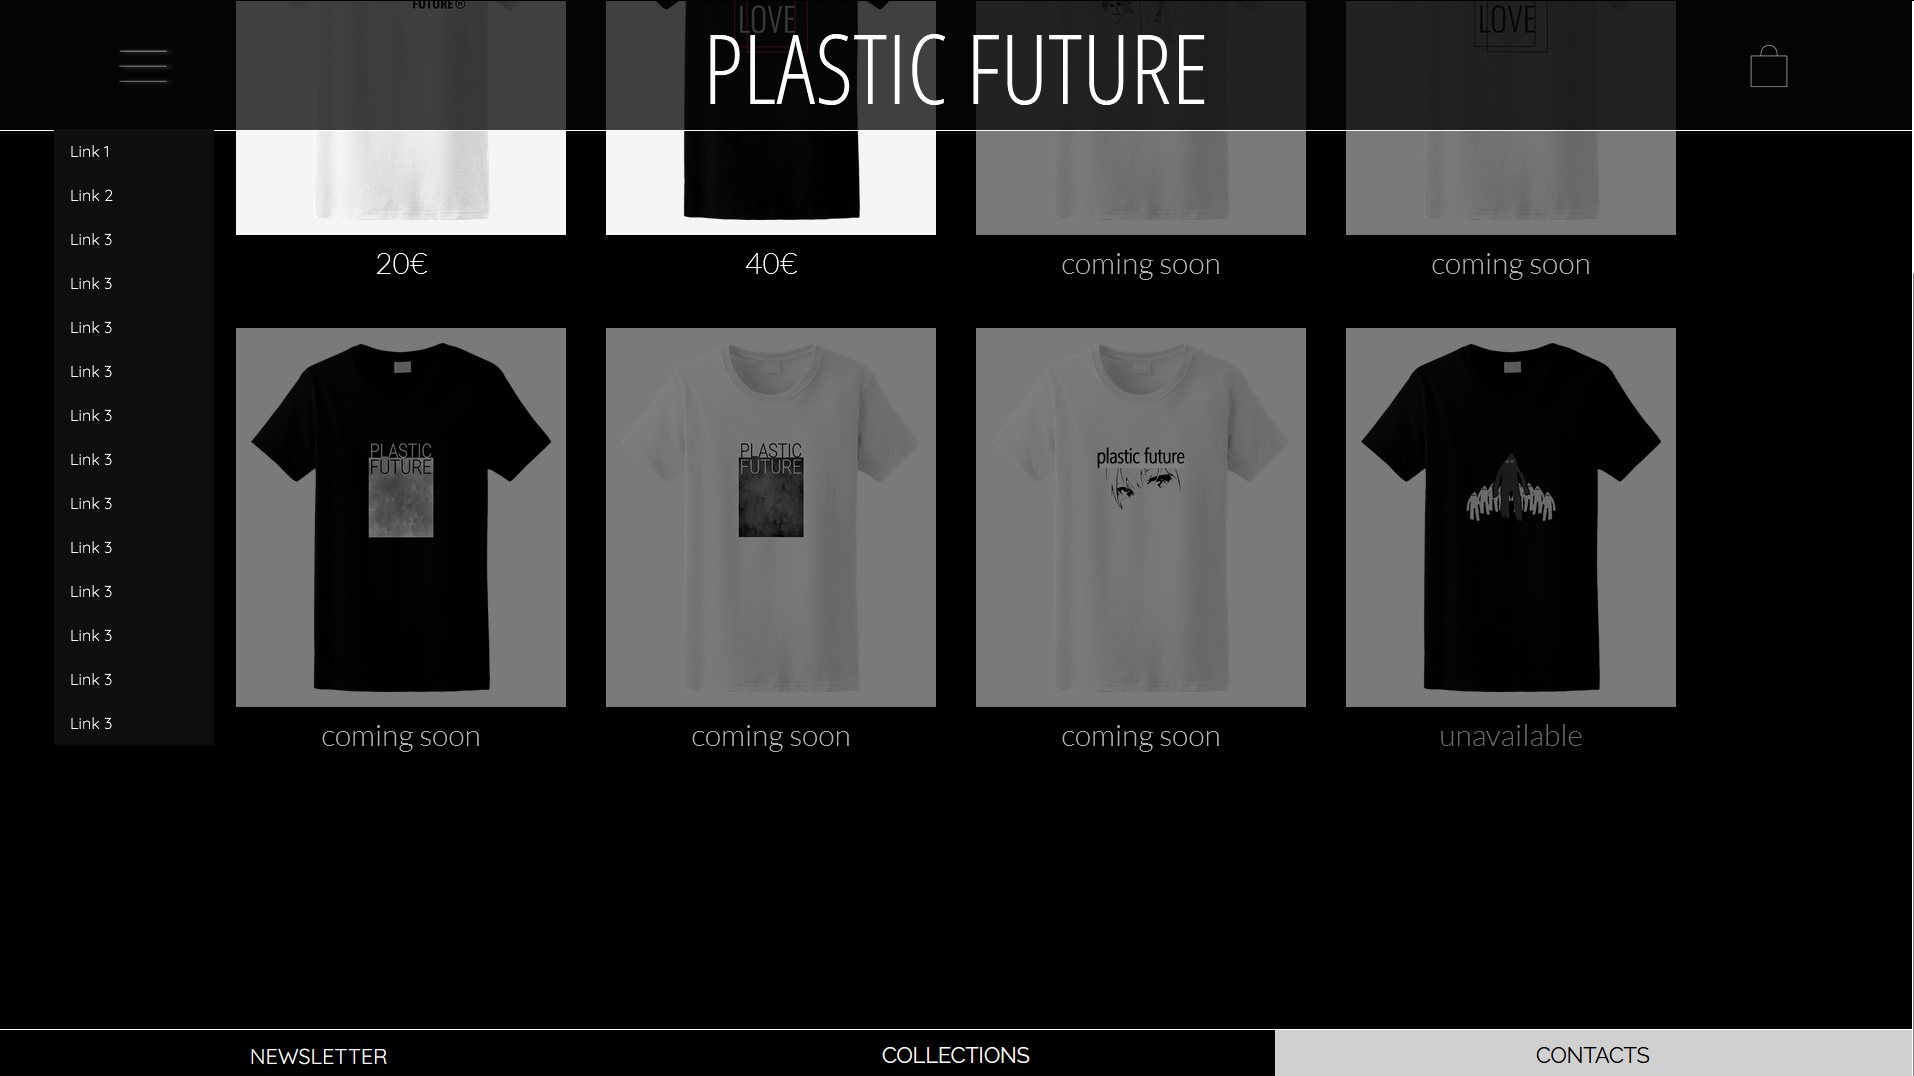 FUTURE®
LOVE
LOVE
PLASTIC FUTURE
Link 1
Link 2
Link 3
Link 3
Link 3
Link 3
Link 3
Link 3
Link 3
Link 3
Link 3
Link 3
Link 3
Link 3
20€
40€
coming soon
coming soon
PLASTIC
FUTURE
PLASTIC
FUTURE
plastic future
coming soon
coming soon
coming soon
unavailable
NEWSLETTER
COLLECTIONS
CONTACTS